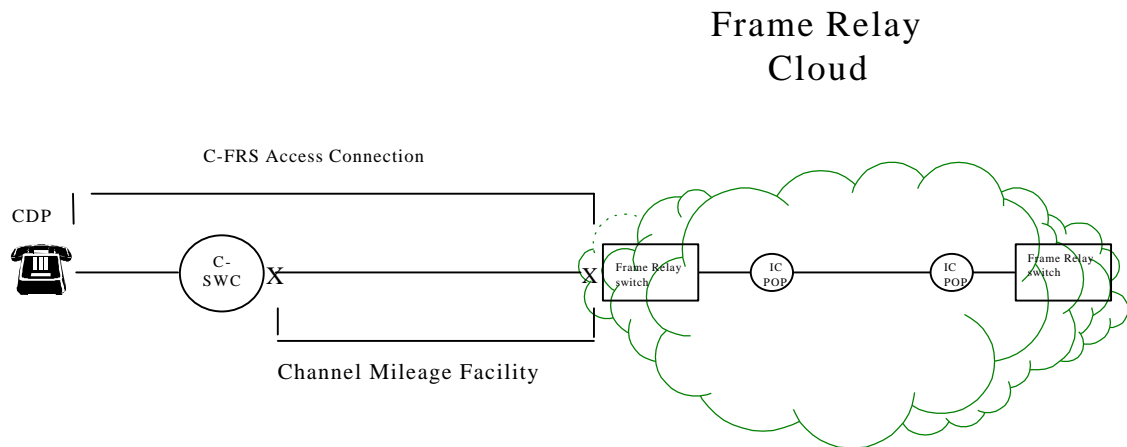 Frame Relay
Cloud
C-FRS Access Connection
CDP
C-
SWC
X
X
Frame Relay
switch
IC
POP
IC
POP
Frame Relay
switch
Channel Mileage Facility